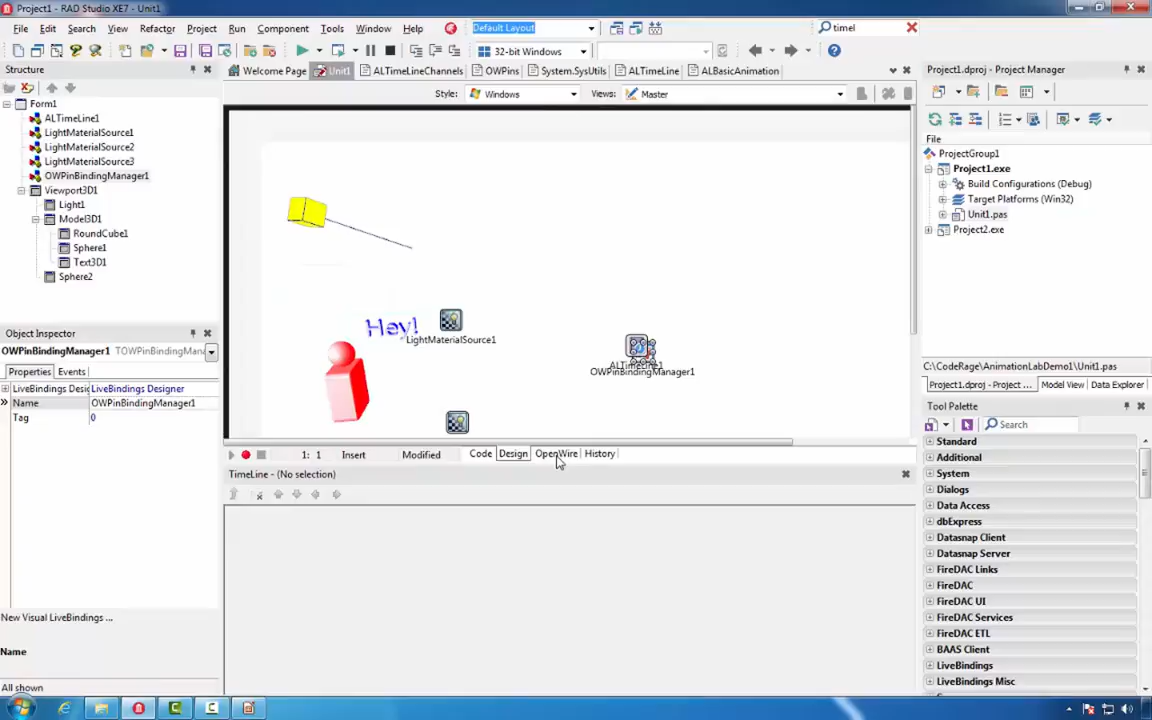 Project1 - RAD Studio XE7 - Unit1
File Edit Search View Refactor Project Run Component Tools Window Help Default Layout timel
32-bit Windows
Structure
Form1
ALTimeLine1
LightMaterialSource1
LightMaterialSource2
LightMaterialSource3
OWPinBindingManager1
Viewport3D1
Light1
Model3D1
RoundCube1
Sphere1
Text3D1
Sphere2
Object Inspector
OWPinBindingManager1 TOWPinBindingMana
Properties Events
LiveBindings Desig LiveBindings Designer
Name OWPinBindingManager1
Tag 0
New Visual LiveBindings ...
Name
All shown
Welcome Page Unit1 ALTimeLineChannels OWPins System.SysUtils ALTimeLine ALBasicAnimation
Style: Windows Views: Master
Hey!
LightMaterialSource1
ALTimeLine1
OWPinBindingManager1
1: 1 Insert Modified Code Design OpenWire History
TimeLine - (No selection)
Project1.dproj - Project Manager
File
ProjectGroup1
Project1.exe
Build Configurations (Debug)
Target Platforms (Win32)
Unit1.pas
Project2.exe
C:\CodeRage\AnimationLabDemo1\Unit1.pas
Project1.dproj - Project ... Model View Data Explorer
Tool Palette
Search
Standard
Additional
System
Dialogs
Data Access
dbExpress
Datasnap Client
Datasnap Server
FireDAC Links
FireDAC
FireDAC UI
FireDAC Services
FireDAC ETL
BAAS Client
LiveBindings
LiveBindings Misc